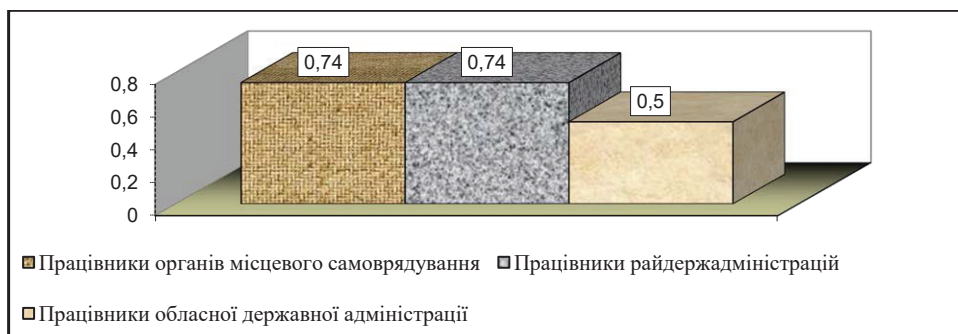 0,74
0,74
0,5
0,8
0,6
0,4
0,2
0
Працівники органів місцевого самоврядування
Працівники райдержадміністрацій
Працівники обласної державної адміністрації